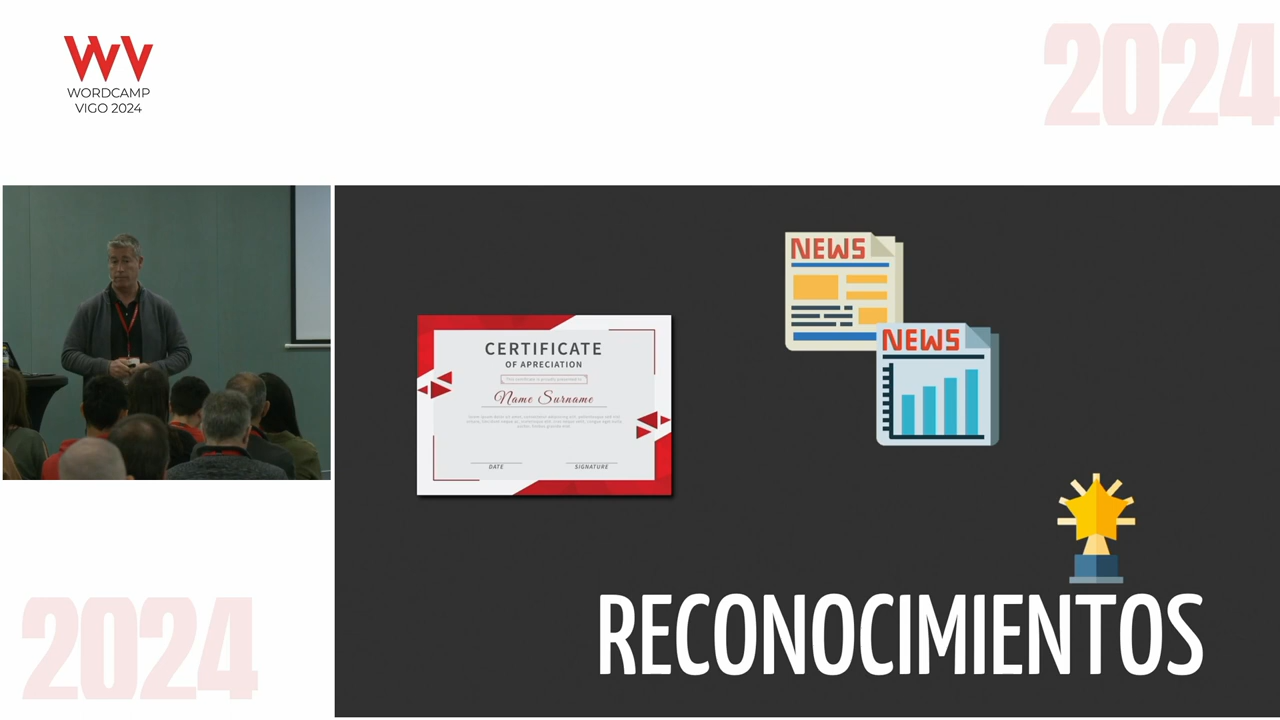 WORDCAMP
VIGO 2024
2024
NEWS
NEWS
CERTIFICATE
OF APRECIATION
Name Surname
DATE
SIGNATURE
RECONOCIMIENTOS
2024